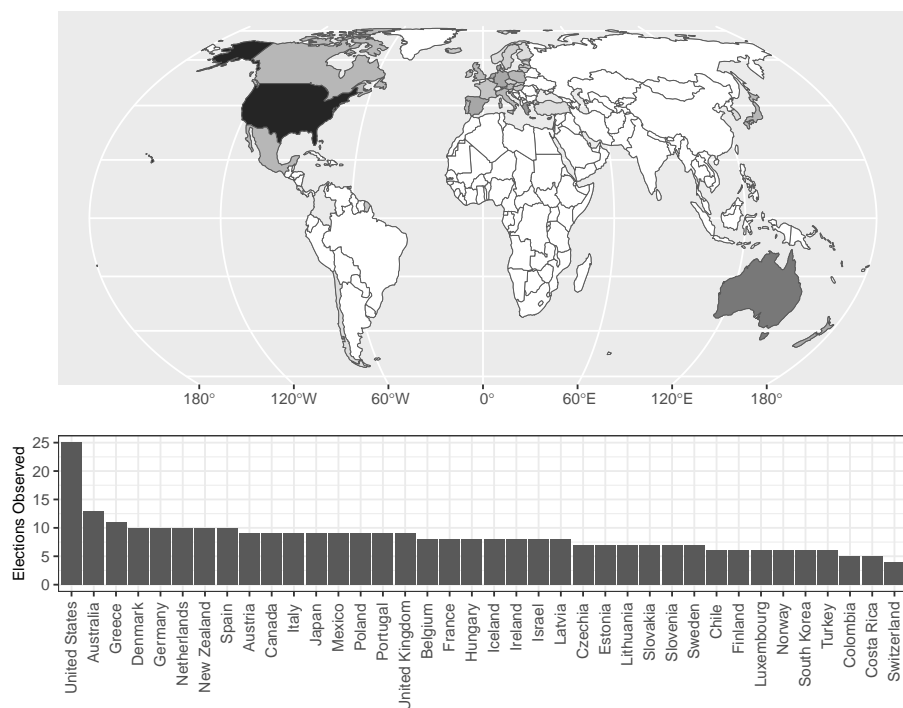 180° 120°W 60°W 0° 60°E 120°E 180°
Elections Observed
25
20
15
10
5
0
United States
Australia
Greece
Denmark
Germany
Netherlands
New Zealand
Spain
Austria
Canada
Italy
Japan
Mexico
Poland
Portugal
United Kingdom
Belgium
France
Hungary
Iceland
Ireland
Israel
Latvia
Czechia
Estonia
Lithuania
Slovakia
Slovenia
Sweden
Chile
Finland
Luxembourg
Norway
South Korea
Turkey
Colombia
Costa Rica
Switzerland